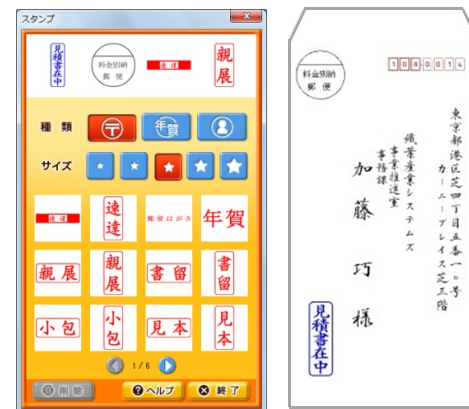 スタンプ
見積書在中
料金別納
郵便
速達
親展
種類
〒
年賀
サイズ
速達
速達
郵便はがき
年賀
親展
親展
書留
書留
小包
小包
見本
見本
1/6
削除
ヘルプ
終了
料金別納
郵便
1080014
東京都港区芝四丁目五番一〇号
カーニープレイス芝三階
産業システムズ
事業推進室
事務課
加藤 巧 様
見積書在中